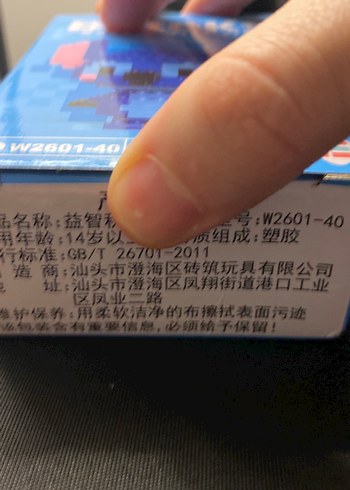 W2601-40
产
品名称:益智 号:W2601-40
用年龄:14岁以 质组成:塑胶
行标准:GB/T 26701-2011
造 商:汕头市澄海区砖筑玩具有限公司
址:汕头市澄海区凤翔街道港口工业
区凤业二路
维护保养:用柔软洁净的布擦拭表面污迹
该包装含有重要信息,必须给予保留!